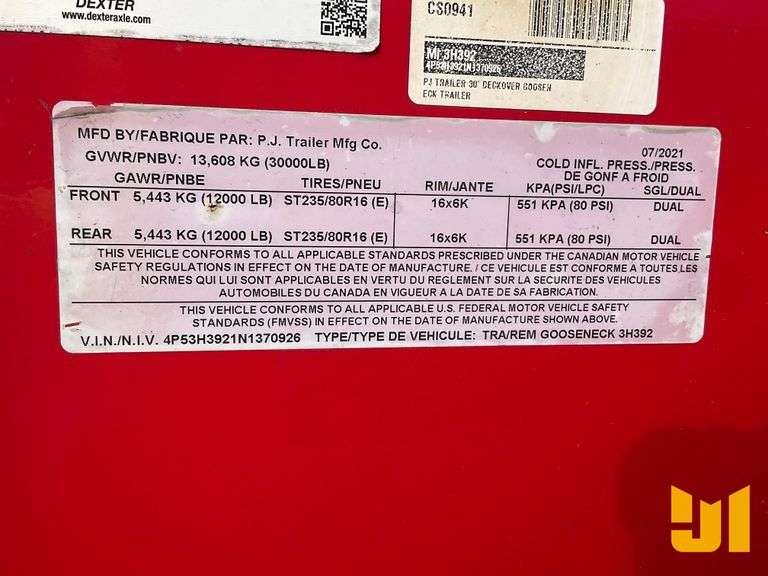 DEXTER
www.dexteraxle.com
CS0941
MI 3H392
4P53H3921N1370926
PJ TRAILER 30' DECKOVER GOOSEN
ECK TRAILER
MFD BY/FABRIQUE PAR: P.J. Trailer Mfg Co.
07/2021
GVWR/PNBV: 13,608 KG (30000LB)
COLD INFL. PRESS./PRESS.
DE GONF A FROID
GAWR/PNBE TIRES/PNEU RIM/JANTE KPA(PSI/LPC) SGL/DUAL
FRONT 5,443 KG (12000 LB) ST235/80R16 (E) 16x6K 551 KPA (80 PSI) DUAL
REAR 5,443 KG (12000 LB) ST235/80R16 (E) 16x6K 551 KPA (80 PSI) DUAL
THIS VEHICLE CONFORMS TO ALL APPLICABLE STANDARDS PRESCRIBED UNDER THE CANADIAN MOTOR VEHICLE
SAFETY REGULATIONS IN EFFECT ON THE DATE OF MANUFACTURE. / CE VEHICULE EST CONFORME A TOUTES LES
NORMES QUI LUI SONT APPLICABLES EN VERTU DU REGLEMENT SUR LA SECURITE DES VEHICULES
AUTOMOBILES DU CANADA EN VIGUEUR A LA DATE DE SA FABRICATION.
THIS VEHICLE CONFORMS TO ALL APPLICABLE U.S. FEDERAL MOTOR VEHICLE SAFETY
STANDARDS (FMVSS) IN EFFECT ON THE DATE OF MANUFACTURE SHOWN ABOVE.
V.I.N./N.I.V. 4P53H3921N1370926 TYPE/TYPE DE VEHICULE: TRA/REM GOOSENECK 3H392